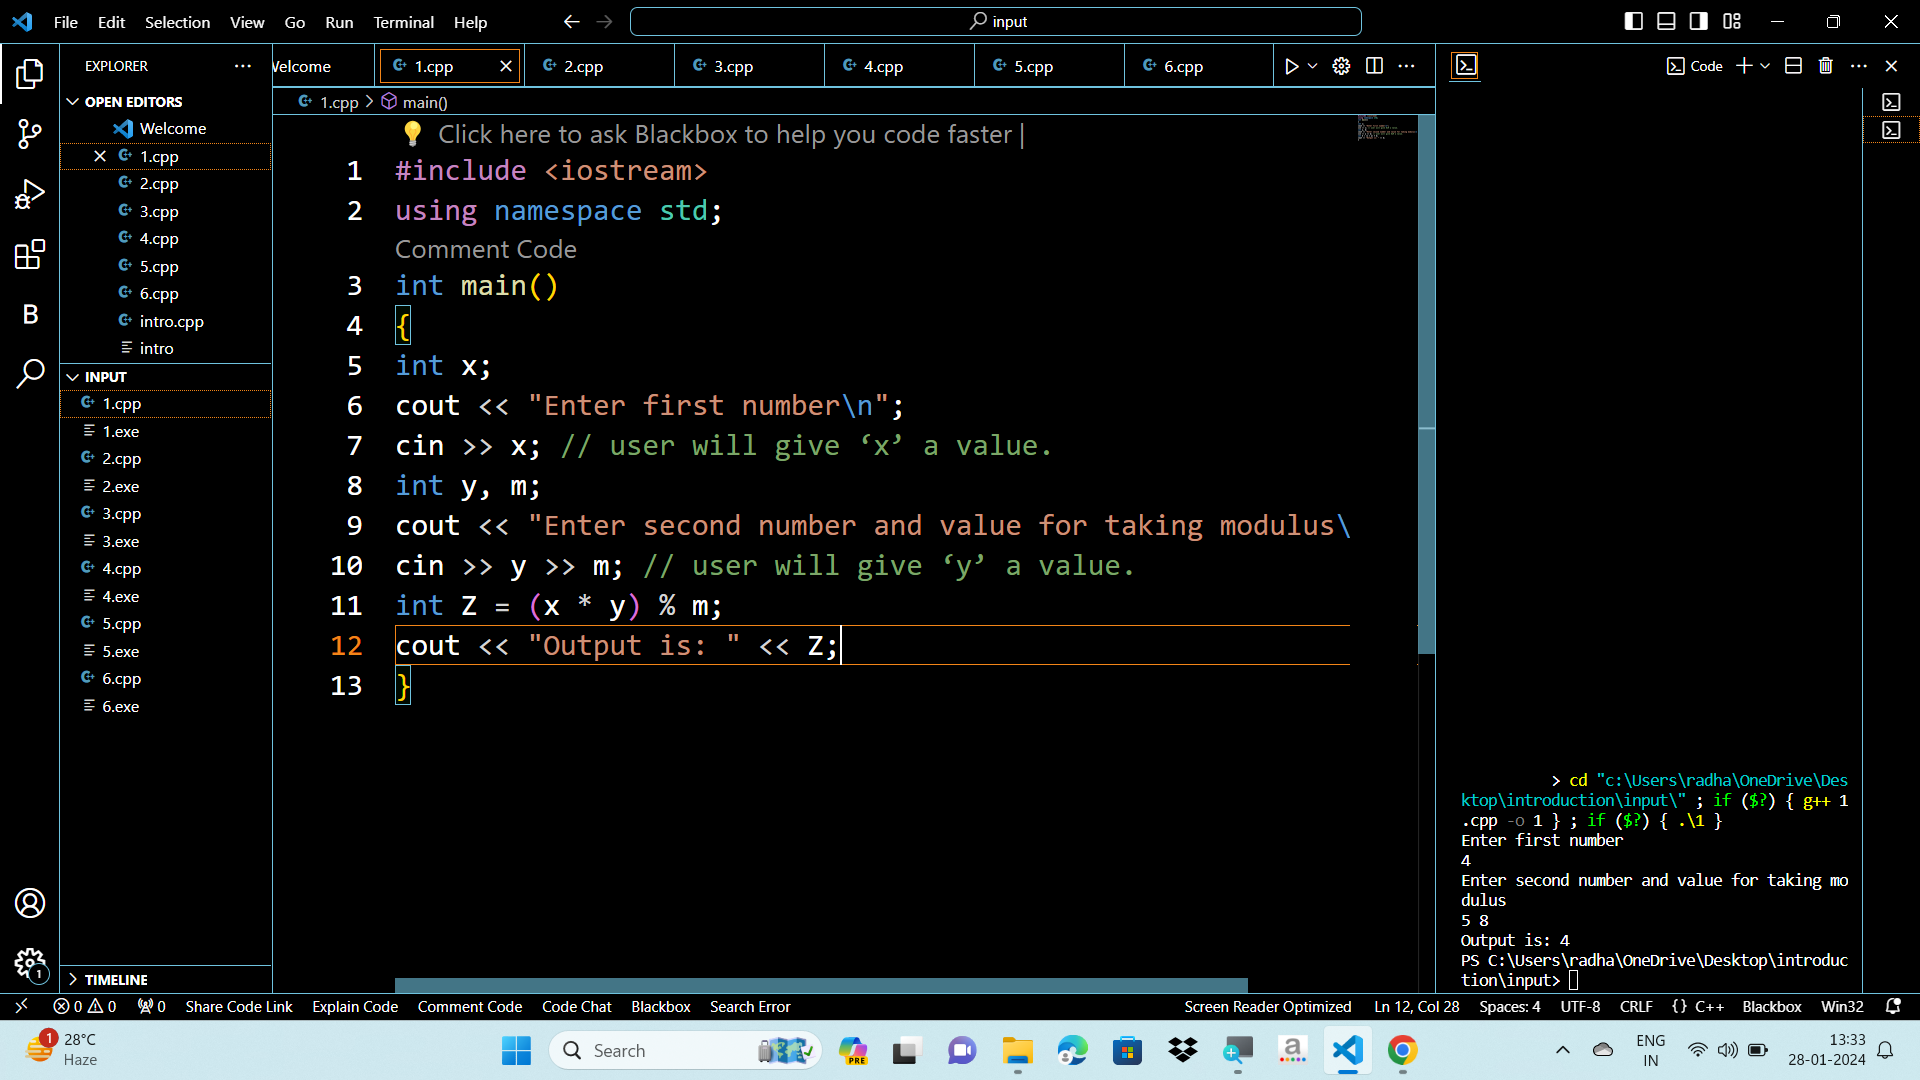 File Edit Selection View Go Run Terminal Help
input
EXPLORER
OPEN EDITORS
Welcome
1.cpp
2.cpp
3.cpp
4.cpp
5.cpp
6.cpp
intro.cpp
intro
INPUT
1.cpp
1.exe
2.cpp
2.exe
3.cpp
3.exe
4.cpp
4.exe
5.cpp
5.exe
6.cpp
6.exe
TIMELINE
Welcome 1.cpp 2.cpp 3.cpp 4.cpp 5.cpp 6.cpp
1.cpp > main()
Click here to ask Blackbox to help you code faster |
1 #include <iostream>
2 using namespace std;
Comment Code
3 int main()
4 {
5 int x;
6 cout << "Enter first number\n";
7 cin >> x; // user will give ‘x’ a value.
8 int y, m;
9 cout << "Enter second number and value for taking modulus\
10 cin >> y >> m; // user will give ‘y’ a value.
11 int Z = (x * y) % m;
12 cout << "Output is: " << Z;
13 }
Code
> cd "c:\Users\radha\OneDrive\Des
ktop\introduction\input\" ; if ($?) { g++ 1
.cpp -o 1 } ; if ($?) { .\1 }
Enter first number
4
Enter second number and value for taking mo
dulus
5 8
Output is: 4
PS C:\Users\radha\OneDrive\Desktop\introduc
tion\input>
B
1
0 0 0 Share Code Link Explain Code Comment Code Code Chat Blackbox Search Error
Screen Reader Optimized Ln 12, Col 28 Spaces: 4 UTF-8 CRLF {} C++ Blackbox Win32
1
28°C
Haze
Search
PRE
a
ENG
IN
13:33
28-01-2024